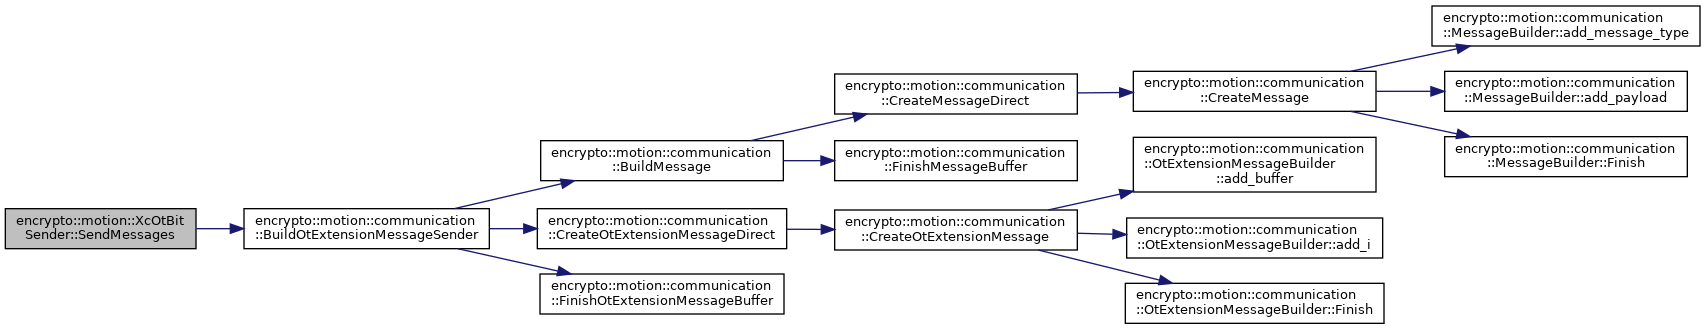 encrypto::motion::XcOtBit
Sender::SendMessages
encrypto::motion::communication
::BuildOtExtensionMessageSender
encrypto::motion::communication
::BuildMessage
encrypto::motion::communication
::CreateOtExtensionMessageDirect
encrypto::motion::communication
::FinishOtExtensionMessageBuffer
encrypto::motion::communication
::CreateMessageDirect
encrypto::motion::communication
::FinishMessageBuffer
encrypto::motion::communication
::CreateOtExtensionMessage
encrypto::motion::communication
::CreateMessage
encrypto::motion::communication
::OtExtensionMessageBuilder
::add_buffer
encrypto::motion::communication
::OtExtensionMessageBuilder::add_i
encrypto::motion::communication
::OtExtensionMessageBuilder::Finish
encrypto::motion::communication
::MessageBuilder::add_message_type
encrypto::motion::communication
::MessageBuilder::add_payload
encrypto::motion::communication
::MessageBuilder::Finish